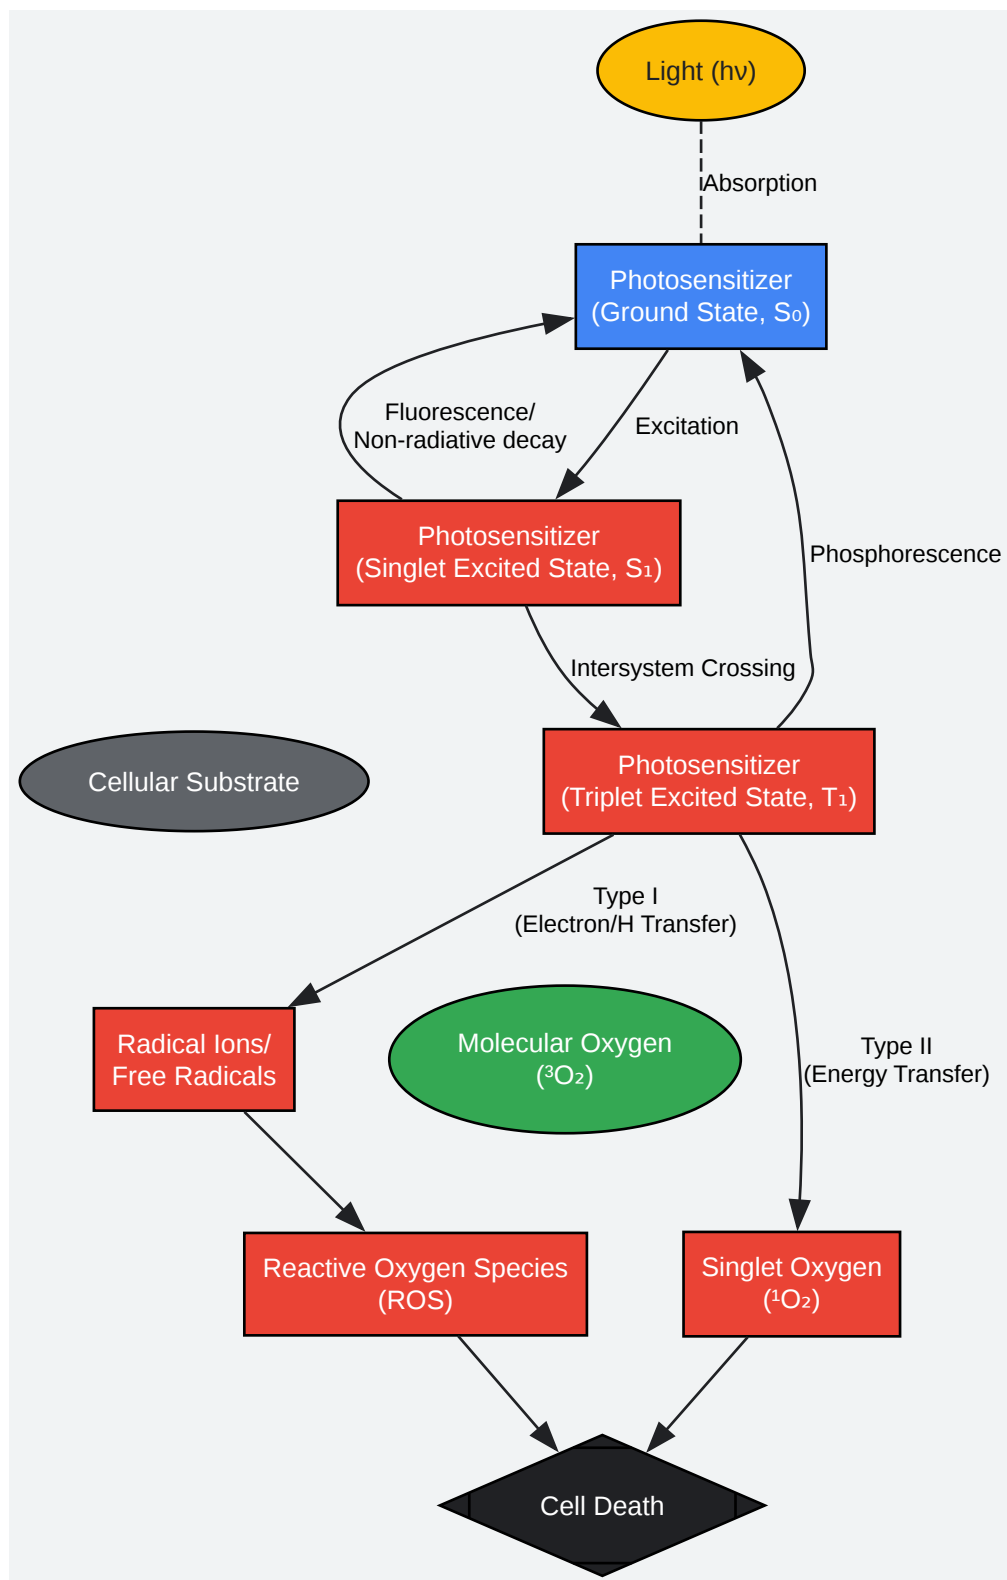 Light (hν)
Absorption
Photosensitizer
(Ground State, S₀)
Fluorescence/
Non-radiative decay
Excitation
Photosensitizer
(Singlet Excited State, S₁)
Phosphorescence
Intersystem Crossing
Photosensitizer
(Triplet Excited State, T₁)
Cellular Substrate
Type I
(Electron/H Transfer)
Radical Ions/
Free Radicals
Molecular Oxygen
(³O₂)
Type II
(Energy Transfer)
Reactive Oxygen Species
(ROS)
Singlet Oxygen
(¹O₂)
Cell Death